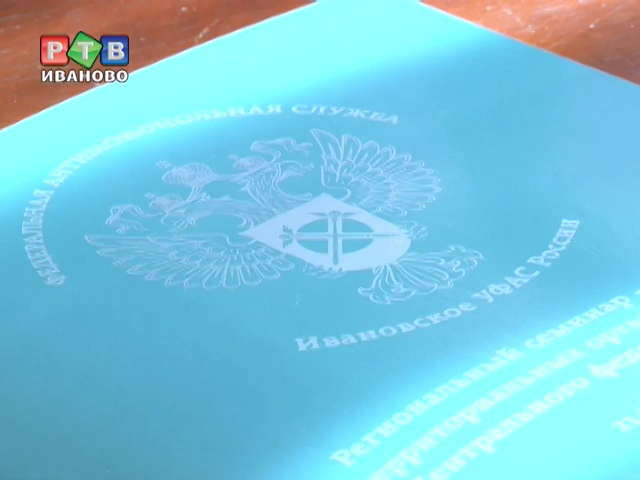 РТВ
ИВАНОВО
ФЕДЕРАЛЬНАЯ АНТИМОНОПОЛЬНАЯ СЛУЖБА
Ивановское УФАС России
Региональный семинар
территориальных
Центрального